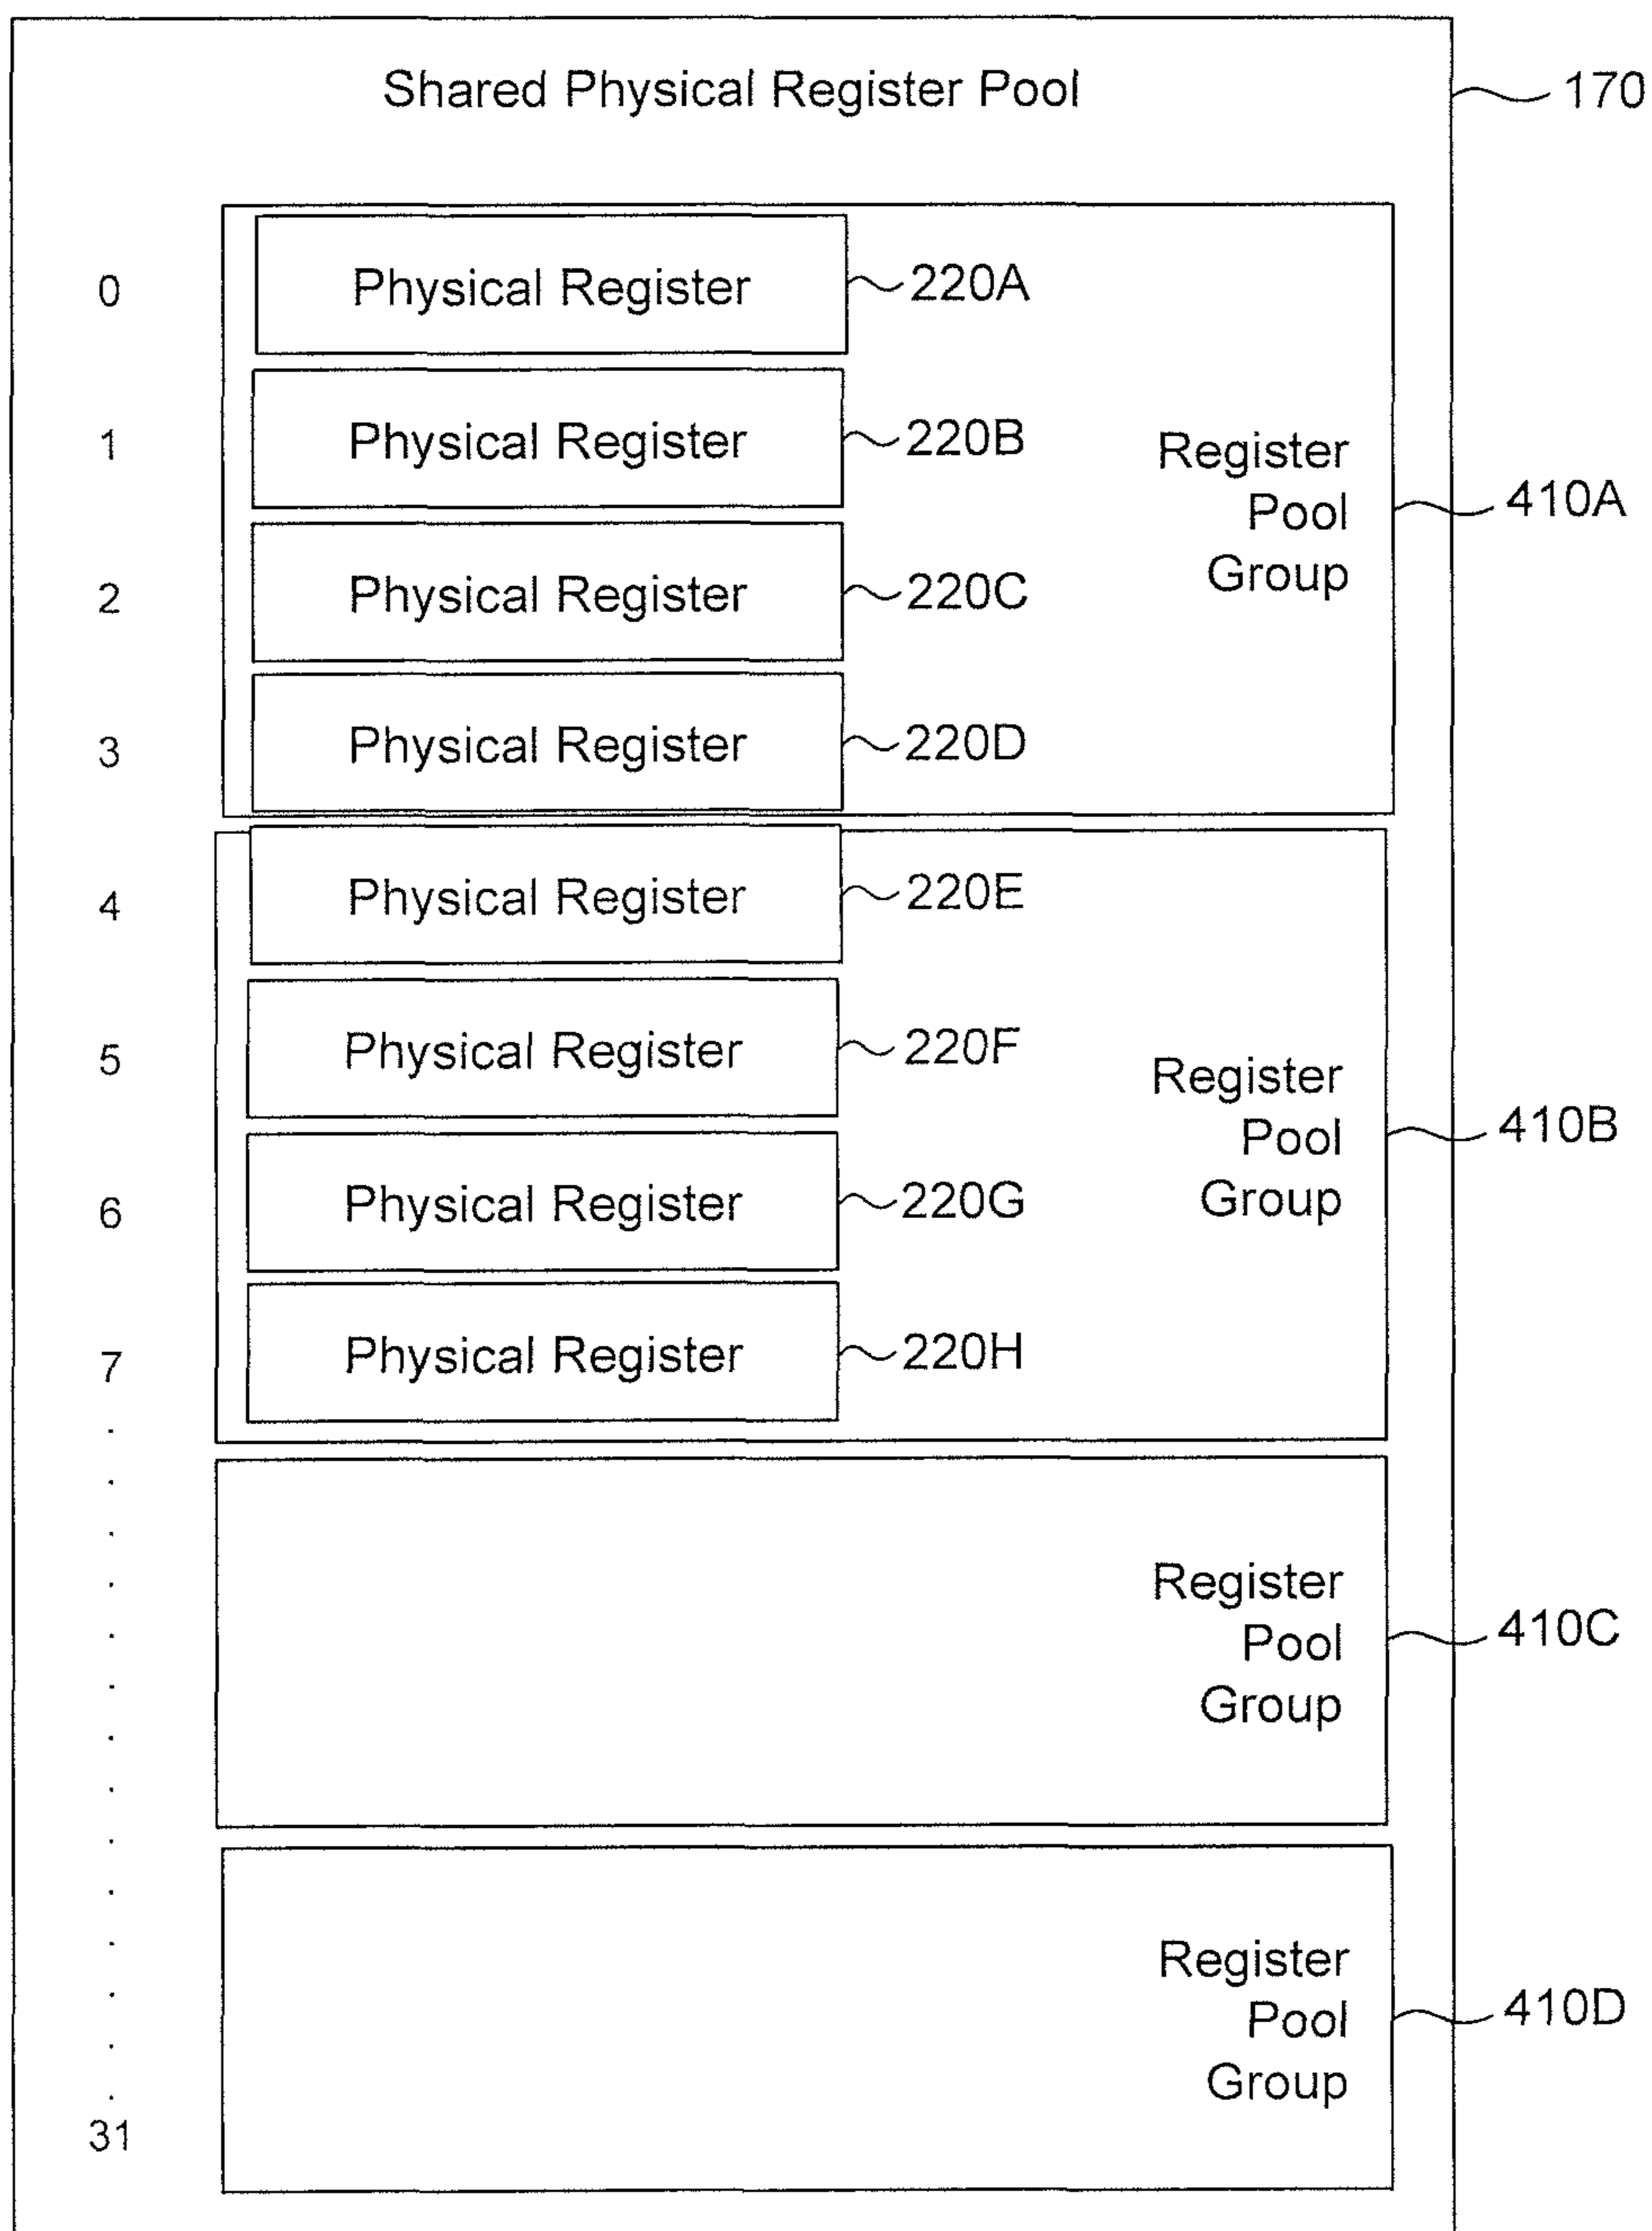 Shared Physical Register Pool
170
0
Physical Register
220A
1
Physical Register
220B
2
Physical Register
220C
3
Physical Register
220D
Register
Pool
Group
410A
4
Physical Register
220E
5
Physical Register
220F
6
Physical Register
220G
7
Physical Register
220H
Register
Pool
Group
410B
Register
Pool
Group
410C
Register
Pool
Group
410D
31